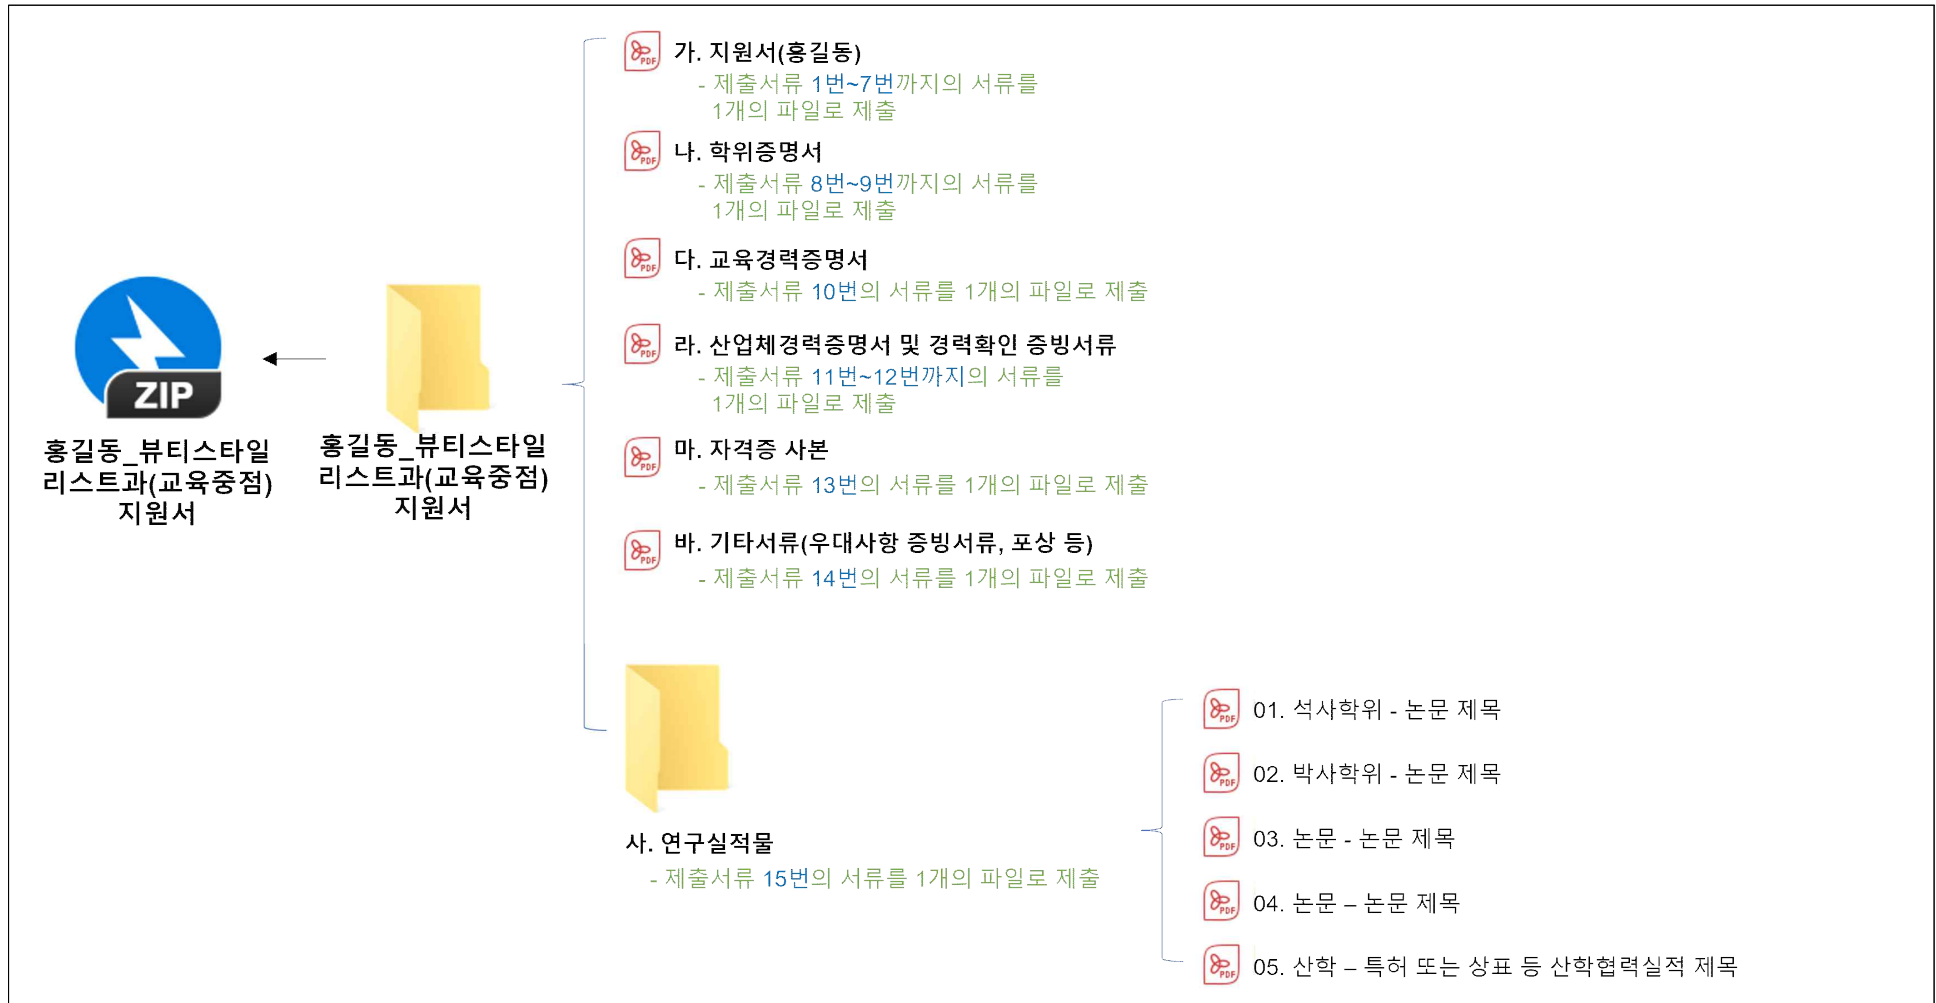 가. 지원서(홍길동)
- 제출서류 1번~7번까지의 서류를
1개의 파일로 제출
나. 학위증명서
- 제출서류 8번~9번까지의 서류를
1개의 파일로 제출
다. 교육경력증명서
- 제출서류 10번의 서류를 1개의 파일로 제출
라. 산업체경력증명서 및 경력확인 증빙서류
- 제출서류 11번~12번까지의 서류를
1개의 파일로 제출
마. 자격증 사본
- 제출서류 13번의 서류를 1개의 파일로 제출
바. 기타서류(우대사항 증빙서류, 포상 등)
- 제출서류 14번의 서류를 1개의 파일로 제출
ZIP
홍길동_뷰티스타일
리스트과(교육중점)
지원서
홍길동_뷰티스타일
리스트과(교육중점)
지원서
사. 연구실적물
- 제출서류 15번의 서류를 1개의 파일로 제출
01. 석사학위 - 논문 제목
02. 박사학위 - 논문 제목
03. 논문 - 논문 제목
04. 논문 – 논문 제목
05. 산학 – 특허 또는 상표 등 산학협력실적 제목
PDF
PDF
PDF
PDF
PDF
PDF
PDF
PDF
PDF
PDF
PDF